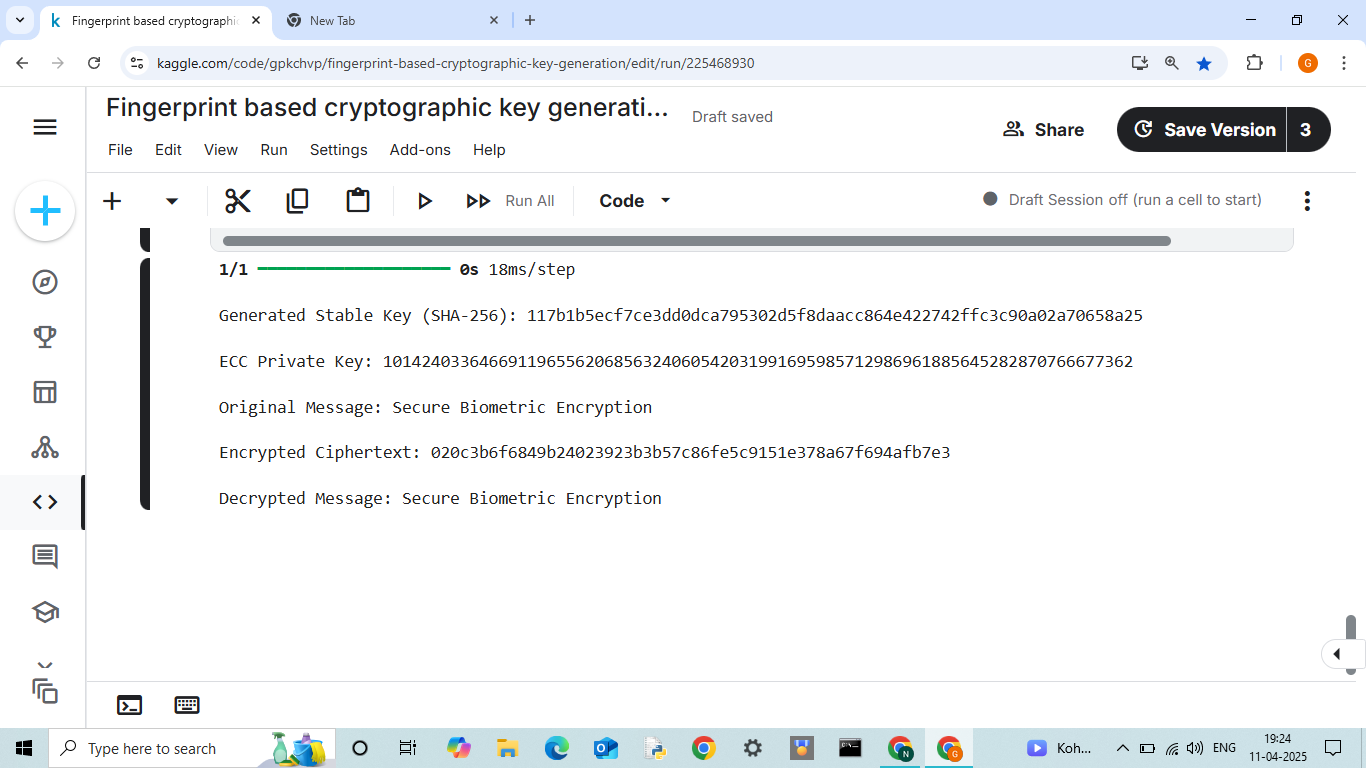 Fingerprint based cryptographic
New Tab
kaggle.com/code/gpkchvp/fingerprint-based-cryptographic-key-generation/edit/run/225468930
G
Fingerprint based cryptographic key generati...
Draft saved
Share
Save Version
3
File Edit View Run Settings Add-ons Help
Run All
Code
Draft Session off (run a cell to start)
1/1 0s 18ms/step
Generated Stable Key (SHA-256): 117b1b5ecf7ce3dd0dca795302d5f8daacc864e422742ffc3c90a02a70658a25
ECC Private Key: 101424033646691196556206856324060542031991695985712986961885645282870766677362
Original Message: Secure Biometric Encryption
Encrypted Ciphertext: 020c3b6f6849b24023923b3b57c86fe5c9151e378a67f694afb7e3
Decrypted Message: Secure Biometric Encryption
Type here to search
N
G
Koh...
ENG
19:24
11-04-2025